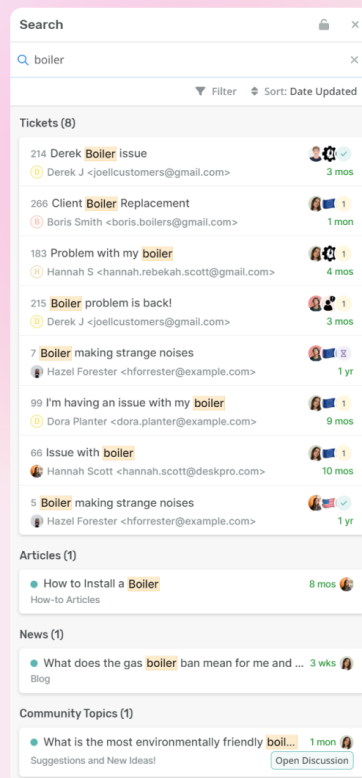 Search
boiler
Filter Sort: Date Updated
Tickets (8)
214 Derek Boiler issue
D Derek J <joellcustomers@gmail.com> 3 mos
266 Client Boiler Replacement 1
B Boris Smith <boris.boilers@gmail.com> 1 mon
183 Problem with my boiler 1
H Hannah S <hannah.rebekah.scott@gmail.com> 4 mos
215 Boiler problem is back! 1
D Derek J <joellcustomers@gmail.com> 3 mos
7 Boiler making strange noises
Hazel Forester <hforrester@example.com> 1 yr
99 I'm having an issue with my boiler 1
D Dora Planter <dora.planter@example.com> 9 mos
66 Issue with boiler 1
Hannah Scott <hannah.scott@deskpro.com> 10 mos
5 Boiler making strange noises
Hazel Forester <hforrester@example.com> 1 yr
Articles (1)
How to Install a Boiler 8 mos
How-to Articles
News (1)
What does the gas boiler ban mean for me and ... 3 wks
Blog
Community Topics (1)
What is the most environmentally friendly boil... 1 mon
Suggestions and New Ideas! Open Discussion